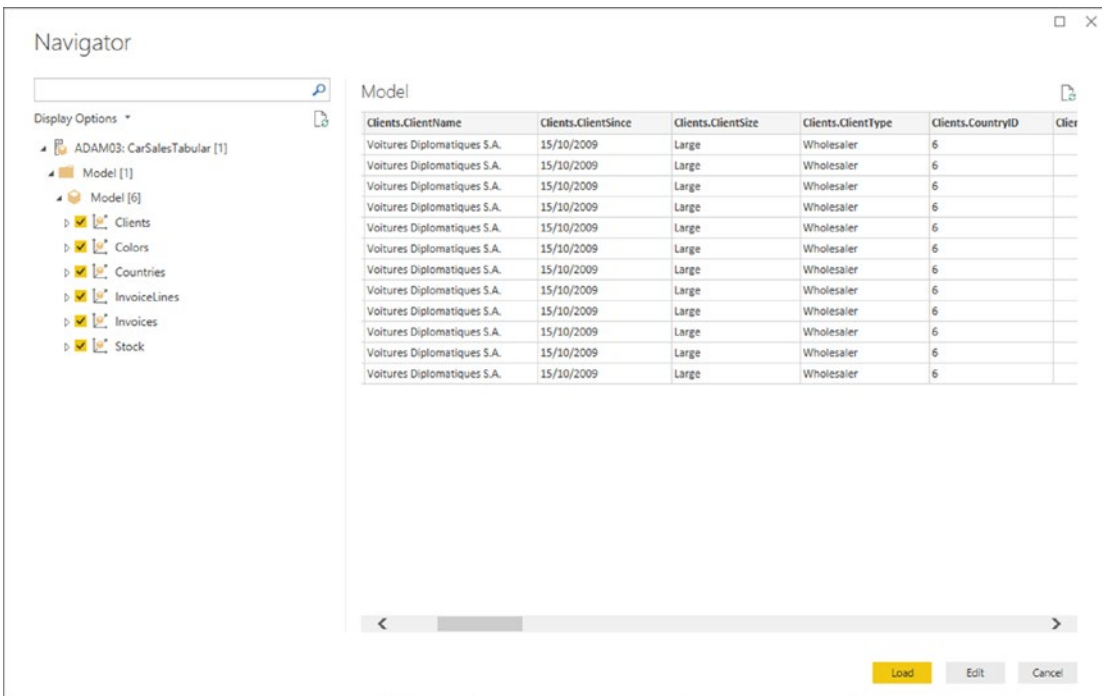 Navigator
Display Options
ADAM03: CarSalesTabular [1]
Model [1]
Model [6]
Clients
Colors
Countries
InvoiceLines
Invoices
Stock
Model
Clients.ClientName Clients.ClientSince Clients.ClientSize Clients.ClientType Clients.CountryID Clier
Voitures Diplomatiques S.A. 15/10/2009 Large Wholesaler 6
Voitures Diplomatiques S.A. 15/10/2009 Large Wholesaler 6
Voitures Diplomatiques S.A. 15/10/2009 Large Wholesaler 6
Voitures Diplomatiques S.A. 15/10/2009 Large Wholesaler 6
Voitures Diplomatiques S.A. 15/10/2009 Large Wholesaler 6
Voitures Diplomatiques S.A. 15/10/2009 Large Wholesaler 6
Voitures Diplomatiques S.A. 15/10/2009 Large Wholesaler 6
Voitures Diplomatiques S.A. 15/10/2009 Large Wholesaler 6
Voitures Diplomatiques S.A. 15/10/2009 Large Wholesaler 6
Voitures Diplomatiques S.A. 15/10/2009 Large Wholesaler 6
Voitures Diplomatiques S.A. 15/10/2009 Large Wholesaler 6
Voitures Diplomatiques S.A. 15/10/2009 Large Wholesaler 6
Load Edit Cancel